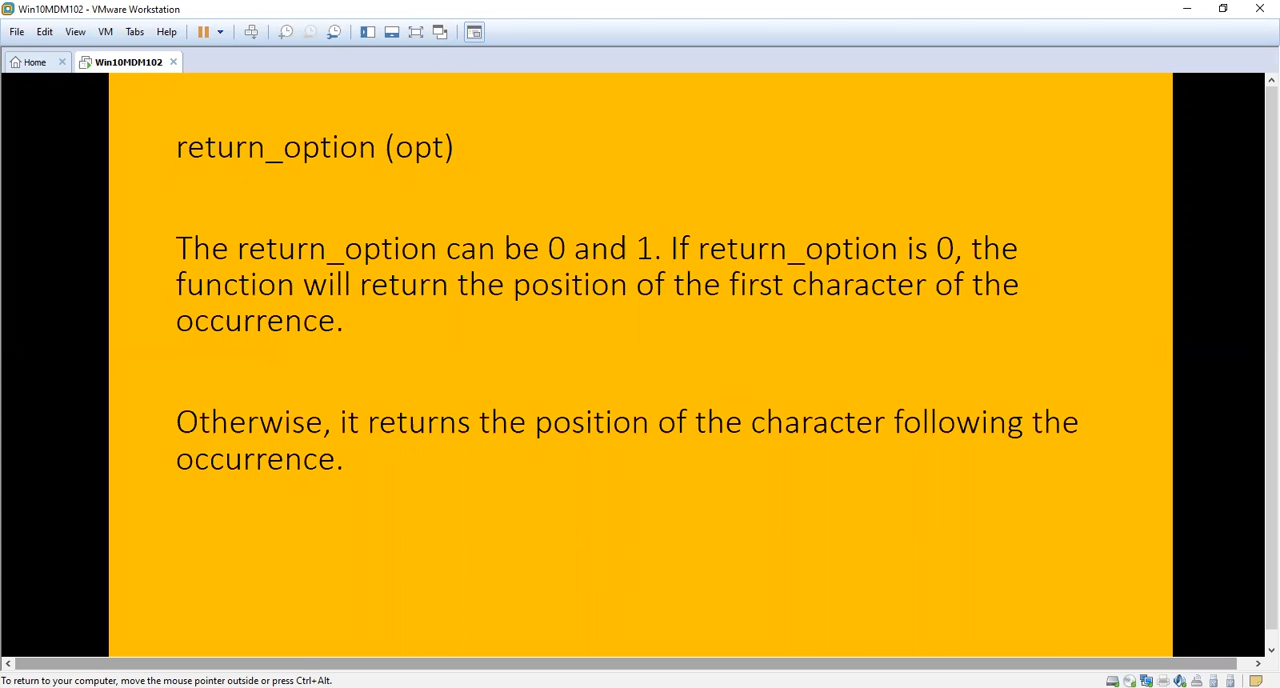 Win10MDM102 - VMware Workstation
File Edit View VM Tabs Help
Home Win10MDM102
return_option (opt)
The return_option can be 0 and 1. If return_option is 0, the
function will return the position of the first character of the
occurrence.
Otherwise, it returns the position of the character following the
occurrence.
To return to your computer, move the mouse pointer outside or press Ctrl+Alt.